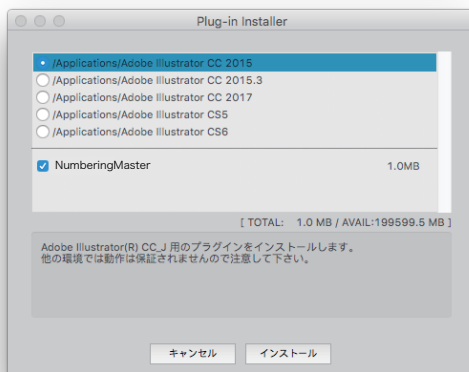 Plug-in Installer
/Applications/Adobe Illustrator CC 2015
/Applications/Adobe Illustrator CC 2015.3
/Applications/Adobe Illustrator CC 2017
/Applications/Adobe Illustrator CS5
/Applications/Adobe Illustrator CS6
NumberingMaster 1.0MB
[ TOTAL: 1.0 MB / AVAIL:199599.5 MB ]
Adobe Illustrator(R) CC_J 用のプラグインをインストールします。
他の環境では動作は保証されませんので注意して下さい。
キャンセル インストール